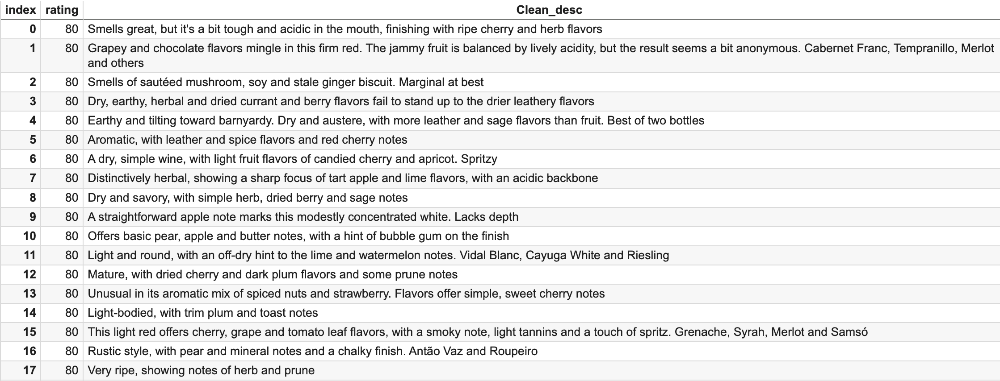 index rating Clean_desc
0 80 Smells great, but it's a bit tough and acidic in the mouth, finishing with ripe cherry and herb flavors
1 80 Grapey and chocolate flavors mingle in this firm red. The jammy fruit is balanced by lively acidity, but the result seems a bit anonymous. Cabernet Franc, Tempranillo, Merlot
and others
2 80 Smells of sautéed mushroom, soy and stale ginger biscuit. Marginal at best
3 80 Dry, earthy, herbal and dried currant and berry flavors fail to stand up to the drier leathery flavors
4 80 Earthy and tilting toward barnyardy. Dry and austere, with more leather and sage flavors than fruit. Best of two bottles
5 80 Aromatic, with leather and spice flavors and red cherry notes
6 80 A dry, simple wine, with light fruit flavors of candied cherry and apricot. Spritzy
7 80 Distinctively herbal, showing a sharp focus of tart apple and lime flavors, with an acidic backbone
8 80 Dry and savory, with simple herb, dried berry and sage notes
9 80 A straightforward apple note marks this modestly concentrated white. Lacks depth
10 80 Offers basic pear, apple and butter notes, with a hint of bubble gum on the finish
11 80 Light and round, with an off-dry hint to the lime and watermelon notes. Vidal Blanc, Cayuga White and Riesling
12 80 Mature, with dried cherry and dark plum flavors and some prune notes
13 80 Unusual in its aromatic mix of spiced nuts and strawberry. Flavors offer simple, sweet cherry notes
14 80 Light-bodied, with trim plum and toast notes
15 80 This light red offers cherry, grape and tomato leaf flavors, with a smoky note, light tannins and a touch of spritz. Grenache, Syrah, Merlot and Samsó
16 80 Rustic style, with pear and mineral notes and a chalky finish. Antão Vaz and Roupeiro
17 80 Very ripe, showing notes of herb and prune